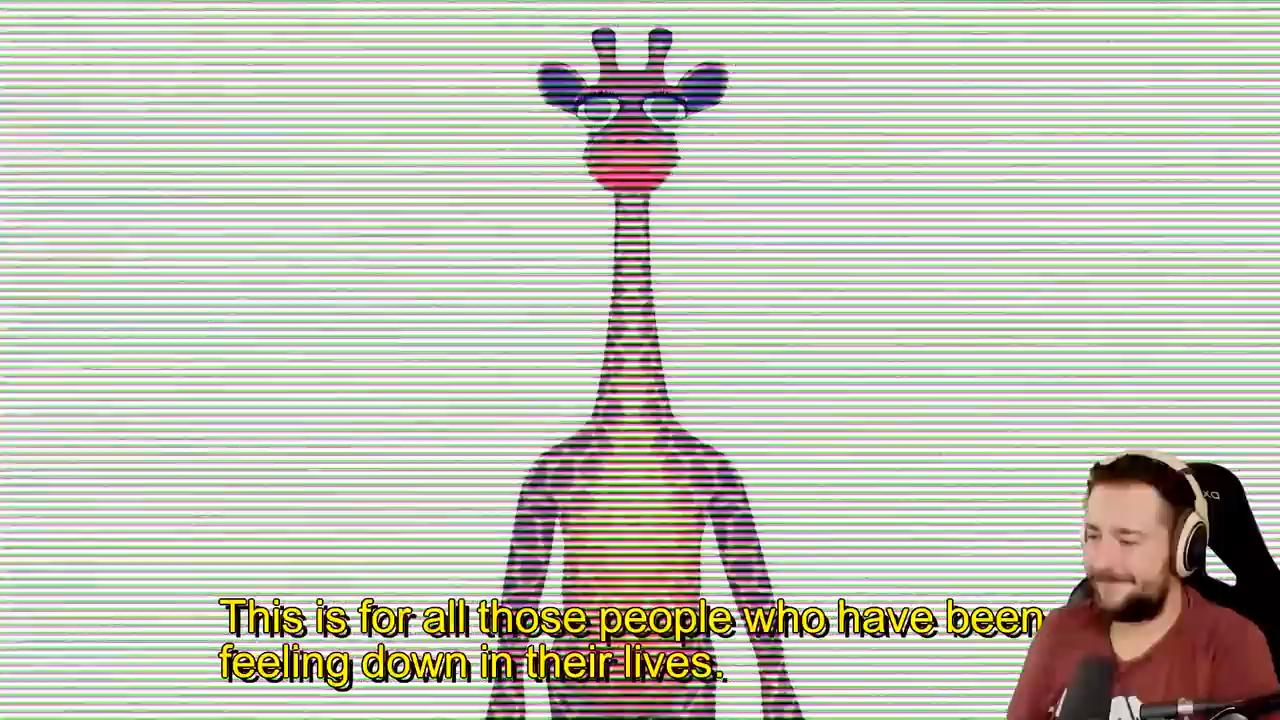 This is for all those people who have been
feeling down in their lives.